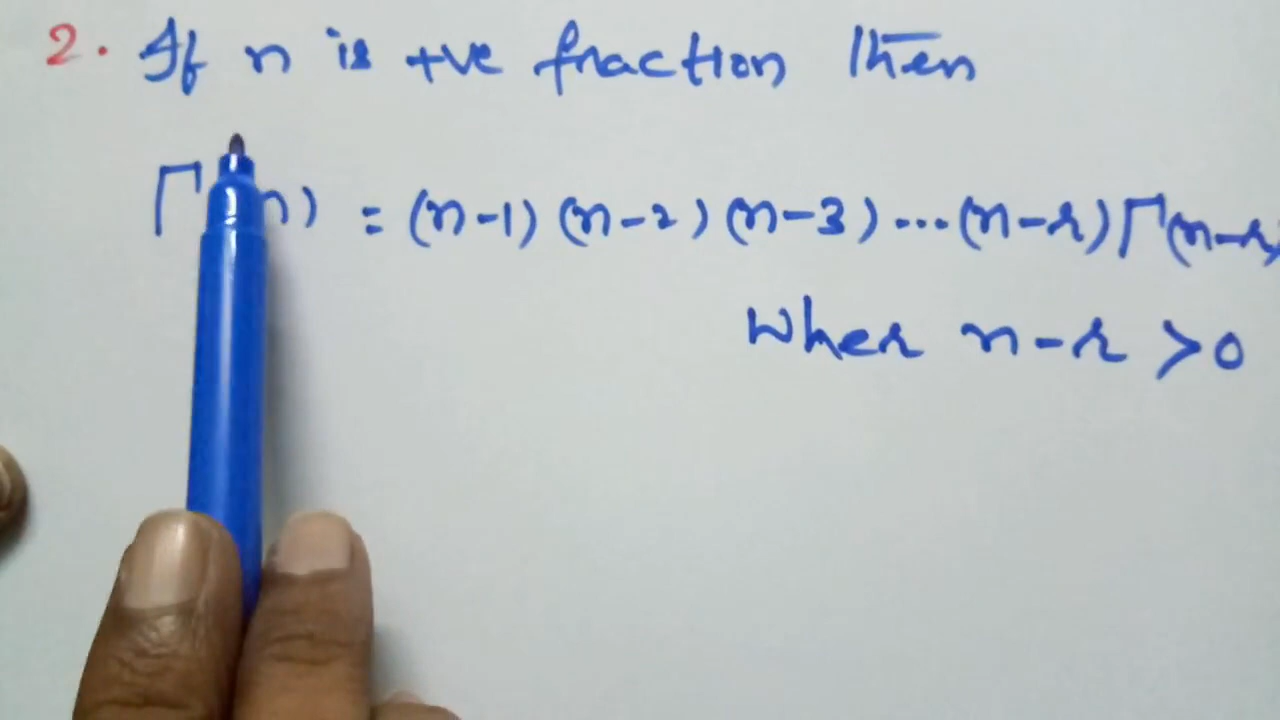 2. If n is +ve fraction then
Γ(n) = (n-1) (n-2) (n-3) ... (n-r) Γ(n-r)
When n-r > 0